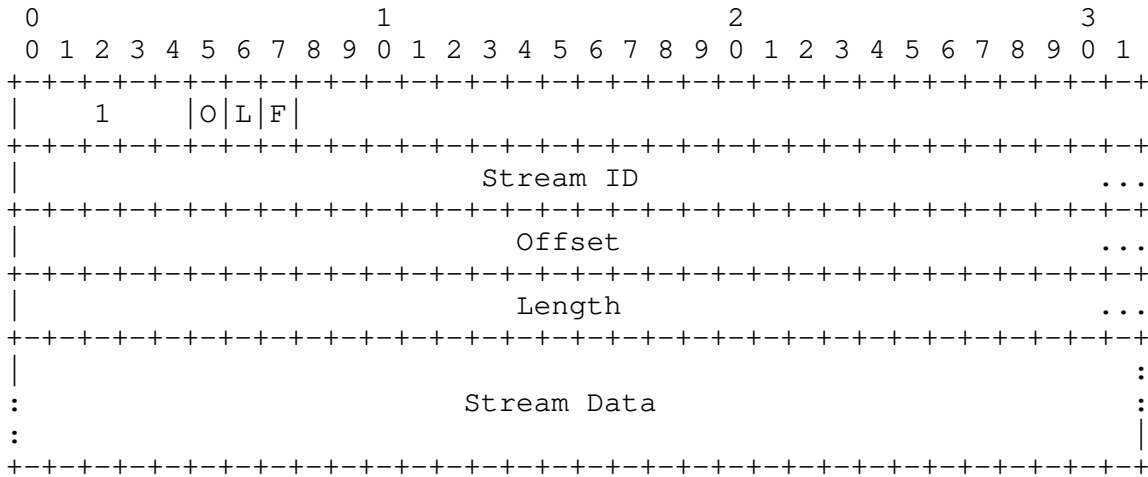 0                   1                   2                   3
 0 1 2 3 4 5 6 7 8 9 0 1 2 3 4 5 6 7 8 9 0 1 2 3 4 5 6 7 8 9 0 1
+-+-+-+-+-+-+-+-+-+-+-+-+-+-+-+-+-+-+-+-+-+-+-+-+-+-+-+-+-+-+-+-+
|    1    |O|L|F|
+-+-+-+-+-+-+-+-+-+-+-+-+-+-+-+-+-+-+-+-+-+-+-+-+-+-+-+-+-+-+-+-+
|                          Stream ID                          ...
+-+-+-+-+-+-+-+-+-+-+-+-+-+-+-+-+-+-+-+-+-+-+-+-+-+-+-+-+-+-+-+-+
|                            Offset                           ...
+-+-+-+-+-+-+-+-+-+-+-+-+-+-+-+-+-+-+-+-+-+-+-+-+-+-+-+-+-+-+-+-+
|                            Length                           ...
+-+-+-+-+-+-+-+-+-+-+-+-+-+-+-+-+-+-+-+-+-+-+-+-+-+-+-+-+-+-+-+-+
|                                                               :
:                         Stream Data                           :
:                                                               |
+-+-+-+-+-+-+-+-+-+-+-+-+-+-+-+-+-+-+-+-+-+-+-+-+-+-+-+-+-+-+-+-+